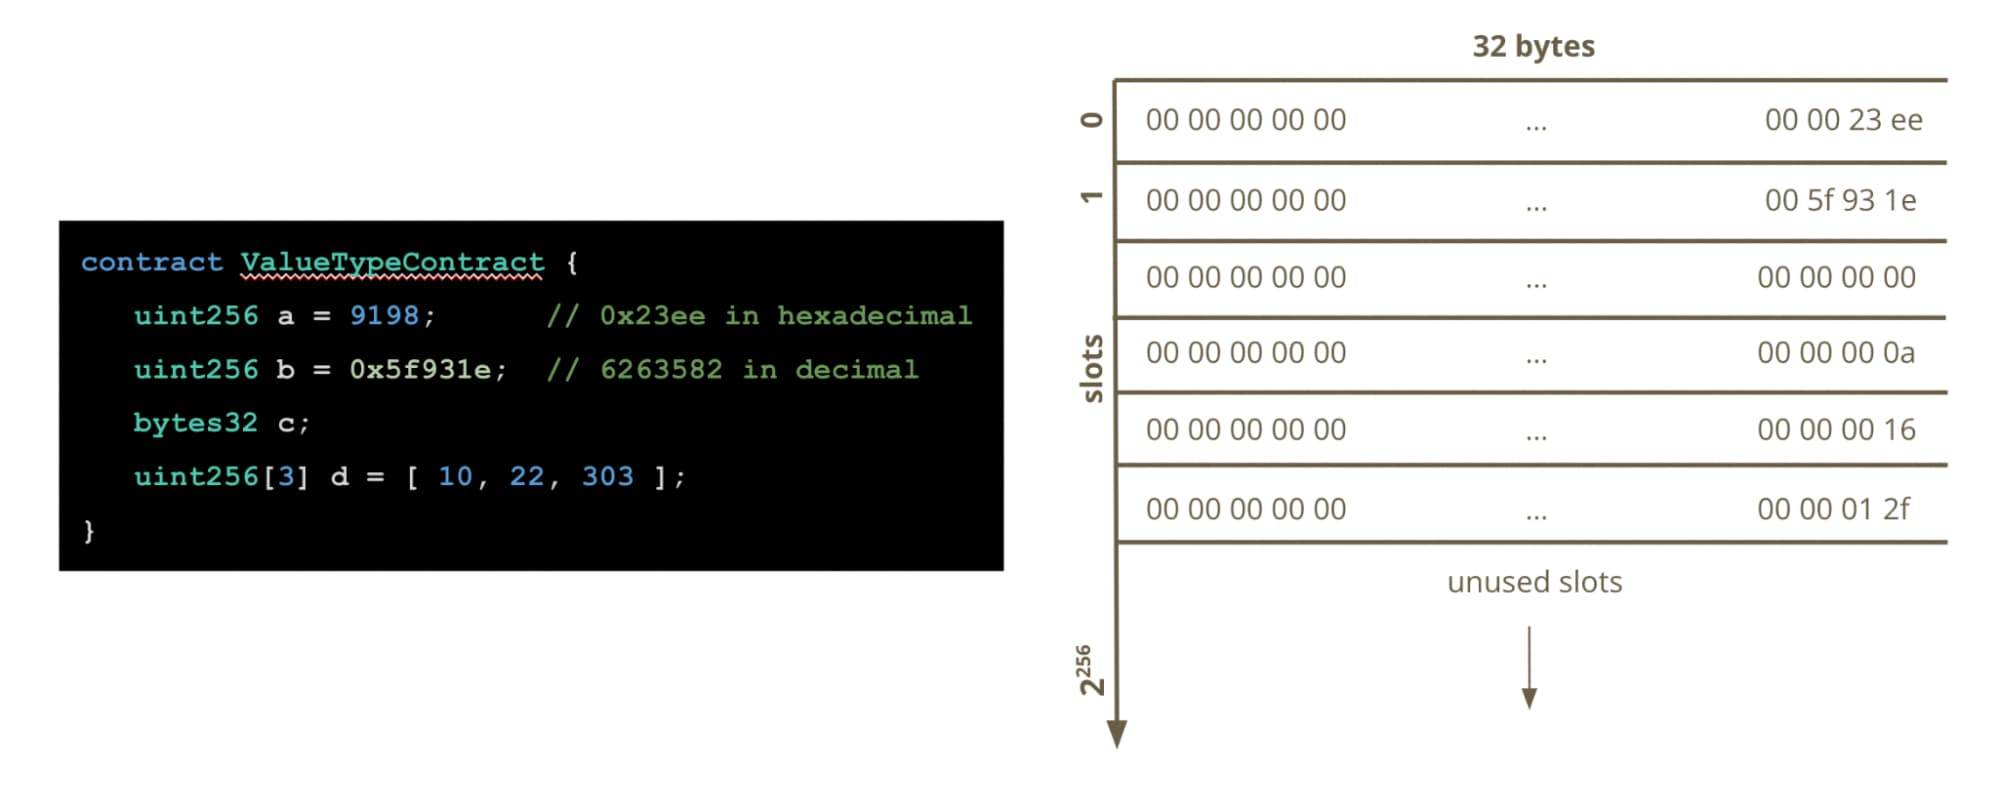 contract ValueTypeContract {
uint256 a = 9198; // 0x23ee in hexadecimal
uint256 b = 0x5f931e; // 6263582 in decimal
bytes32 c;
uint256[3] d = [ 10, 22, 303 ];
}
32 bytes
0
00 00 00 00 00 ... 00 00 23 ee
1
00 00 00 00 00 ... 00 5f 93 1e
00 00 00 00 00 ... 00 00 00 00
slots
00 00 00 00 00 ... 00 00 00 0a
00 00 00 00 00 ... 00 00 00 16
00 00 00 00 00 ... 00 00 01 2f
unused slots
2²⁵⁶